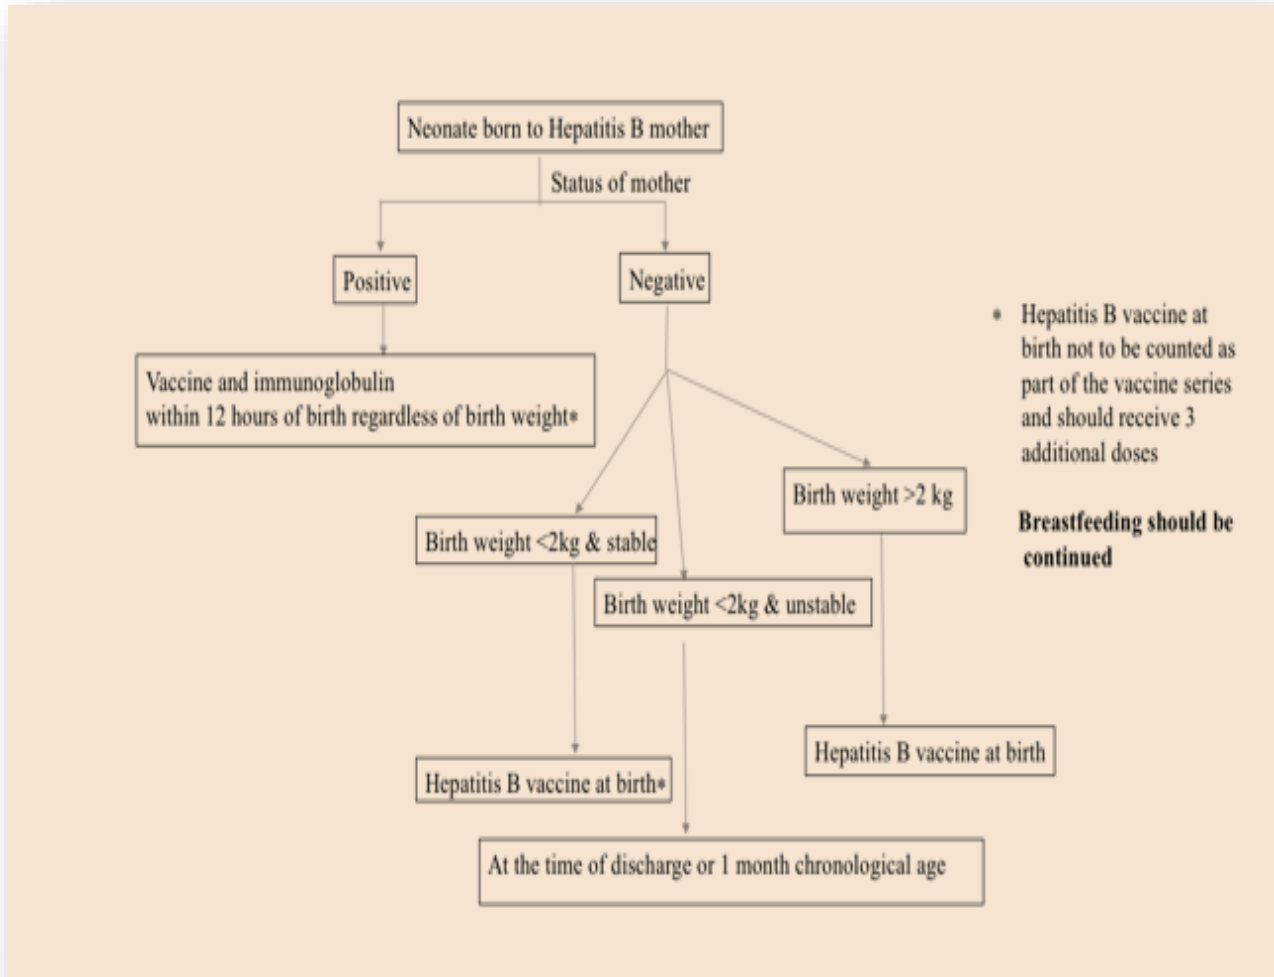 Neonate born to Hepatitis B mother
Status of mother
Positive
Negative
Vaccine and immunoglobulin
within 12 hours of birth regardless of birth weight*
Birth weight <2kg & stable
Birth weight <2kg & unstable
Birth weight >2 kg
Hepatitis B vaccine at birth*
At the time of discharge or 1 month chronological age
Hepatitis B vaccine at birth
* Hepatitis B vaccine at
birth not to be counted as
part of the vaccine series
and should receive 3
additional doses
Breastfeeding should be
continued